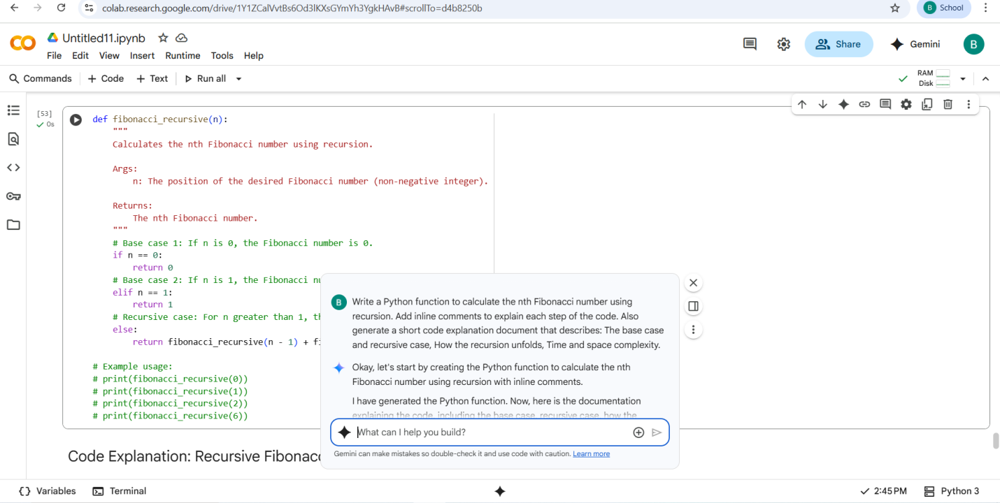 colab.research.google.com/drive/1Y1ZCalVvtBs6Od3lKXsGYmYh3YgkHAvB#scrollTo=d4b8250b
B School
Untitled11.ipynb
File Edit View Insert Runtime Tools Help
Share
Gemini
B
Commands + Code + Text Run all
RAM
Disk
[53]
0s
def fibonacci_recursive(n):
"""
Calculates the nth Fibonacci number using recursion.
Args:
n: The position of the desired Fibonacci number (non-negative integer).
Returns:
The nth Fibonacci number.
"""
# Base case 1: If n is 0, the Fibonacci number is 0.
if n == 0:
return 0
# Base case 2: If n is 1, the Fibonacci
elif n == 1:
return 1
# Recursive case: For n greater than 1,
else:
return fibonacci_recursive(n - 1) +
# Example usage:
# print(fibonacci_recursive(0))
# print(fibonacci_recursive(1))
# print(fibonacci_recursive(2))
# print(fibonacci_recursive(6))
Code Explanation: Recursive
B
Write a Python function to calculate the nth Fibonacci number using
recursion. Add inline comments to explain each step of the code. Also
generate a short code explanation document that describes: The base case
and recursive case, How the recursion unfolds, Time and space complexity.
Okay, let's start by creating the Python function to calculate the nth
Fibonacci number using recursion with inline comments.
I have generated the Python function. Now, here is the documentation
explaining the code, including the base case, recursive case, how the
What can I help you build?
Gemini can make mistakes so double-check it and use code with caution. Learn more
{} Variables Terminal
2:45 PM Python 3